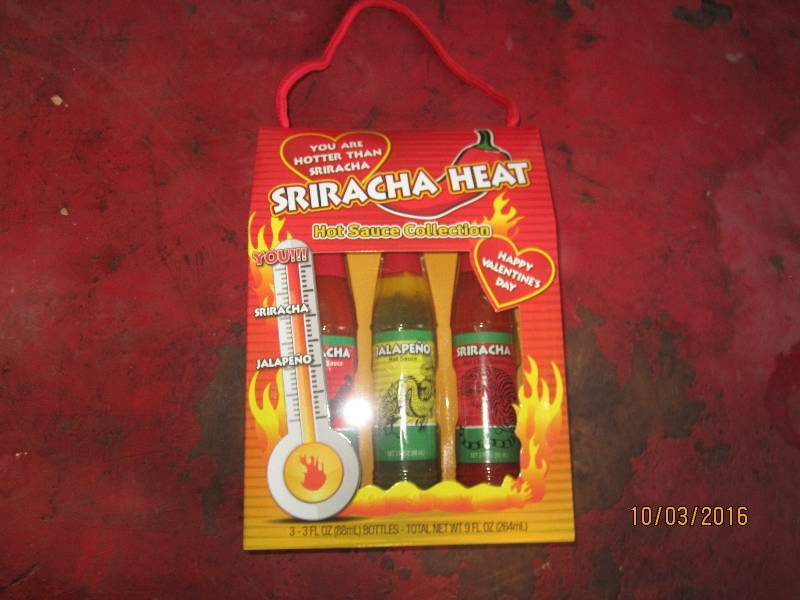 YOU ARE
HOTTER THAN
SRIRACHA
SRIRACHA HEAT
Hot Sauce Collection
HAPPY
VALENTINE'S
DAY
YOU!!!
SRIRACHA
JALAPEÑO
ACHA
Sauce
JALAPEÑO
Hot Sauce
SRIRACHA
3 - 3 FL OZ (88mL) BOTTLES - TOTAL NET WT 9 FL OZ (264mL)
10/03/2016